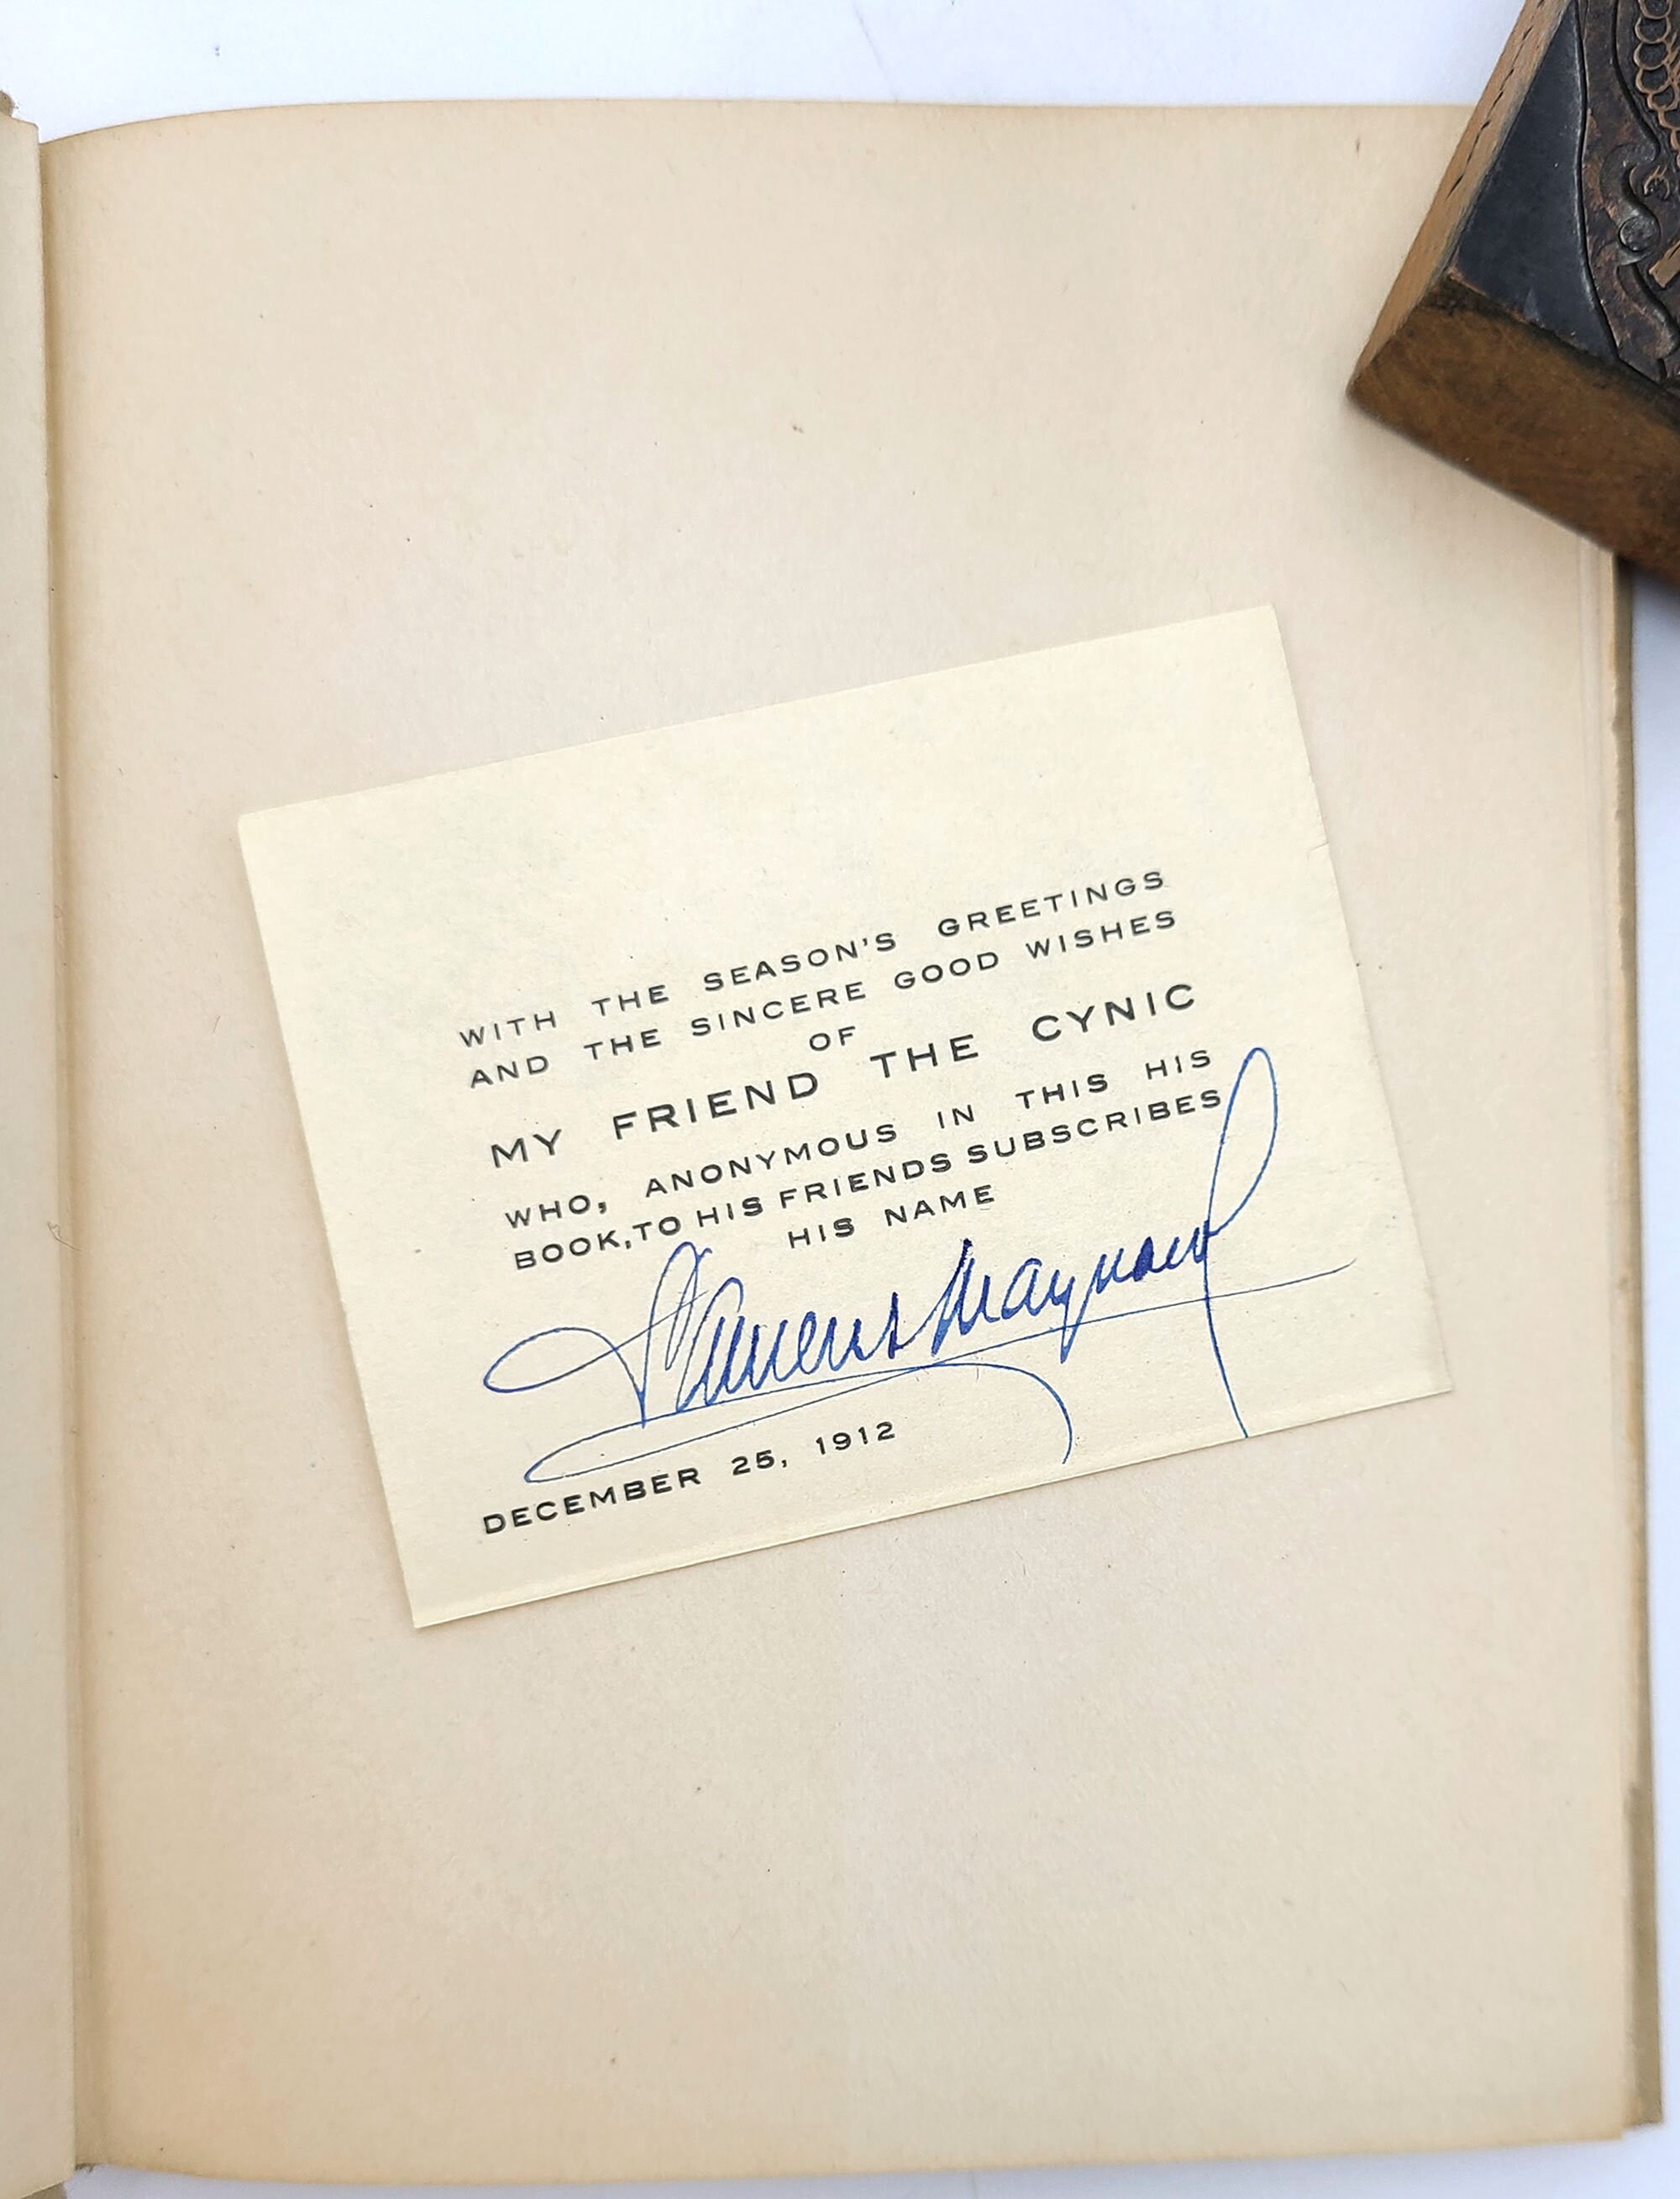 WITH THE SEASON'S GREETINGS
AND THE SINCERE GOOD WISHES
OF
MY FRIEND THE CYNIC
WHO, ANONYMOUS IN THIS HIS
BOOK, TO HIS FRIENDS SUBSCRIBES
HIS NAME
Maynard
DECEMBER 25, 1912